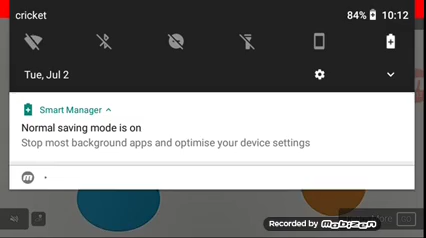 cricket 84% 10:12
Tue, Jul 2
Smart Manager
Normal saving mode is on
Stop most background apps and optimise your device settings
Recorded by mobizen